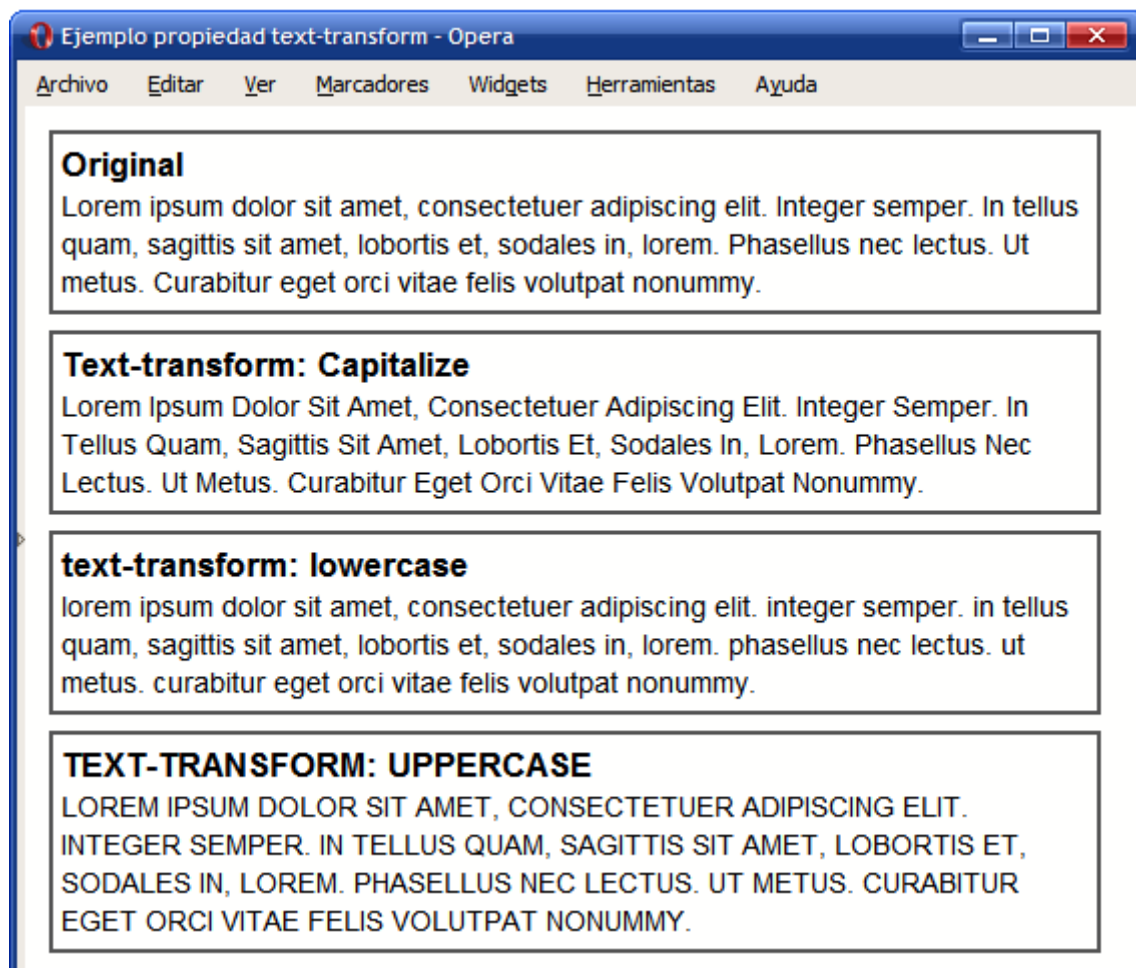 Ejemplo propiedad text-transform - Opera
Archivo Editar Ver Marcadores Widgets Herramientas Ayuda
Original
Lorem ipsum dolor sit amet, consectetuer adipiscing elit. Integer semper. In tellus
quam, sagittis sit amet, lobortis et, sodales in, lorem. Phasellus nec lectus. Ut
metus. Curabitur eget orci vitae felis volutpat nonummy.
Text-transform: Capitalize
Lorem Ipsum Dolor Sit Amet, Consectetuer Adipiscing Elit. Integer Semper. In
Tellus Quam, Sagittis Sit Amet, Lobortis Et, Sodales In, Lorem. Phasellus Nec
Lectus. Ut Metus. Curabitur Eget Orci Vitae Felis Volutpat Nonummy.
text-transform: lowercase
lorem ipsum dolor sit amet, consectetuer adipiscing elit. integer semper. in tellus
quam, sagittis sit amet, lobortis et, sodales in, lorem. phasellus nec lectus. ut
metus. curabitur eget orci vitae felis volutpat nonummy.
TEXT-TRANSFORM: UPPERCASE
LOREM IPSUM DOLOR SIT AMET, CONSECTETUER ADIPISCING ELIT.
INTEGER SEMPER. IN TELLUS QUAM, SAGITTIS SIT AMET, LOBORTIS ET,
SODALES IN, LOREM. PHASELLUS NEC LECTUS. UT METUS. CURABITUR
EGET ORCI VITAE FELIS VOLUTPAT NONUMMY.